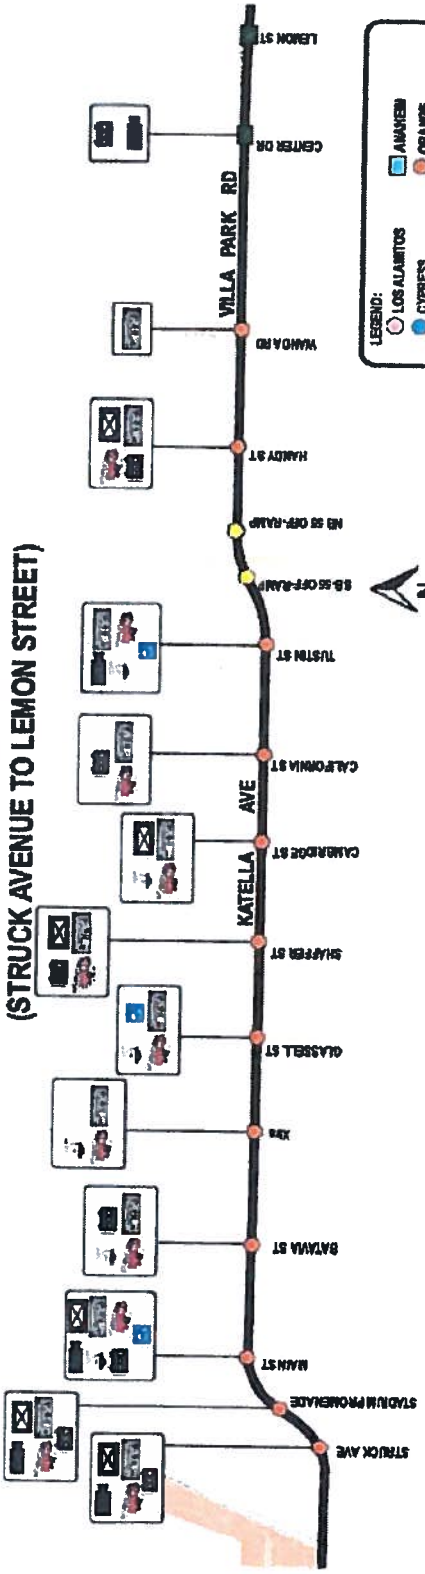 (STRUCK AVENUE TO LEMON STREET)
STRUCK AVE
STADIUM PROMENADE
MAIN ST
BATAVIA ST
Xtra
GLASSELL ST
SHAFFER ST
CAMBRIDGE ST
CALIFORNIA ST
TUSTIN ST
SB-55 OFF-RAMP
NB 55 OFF-RAMP
HANDY ST
WANDA RD
CENTER DR
LEMON ST
KATELLA AVE
VILLA PARK RD
N
LEGEND:
LOS ALAMITOS
ANAHEIM
CYPRESS
ORANGE